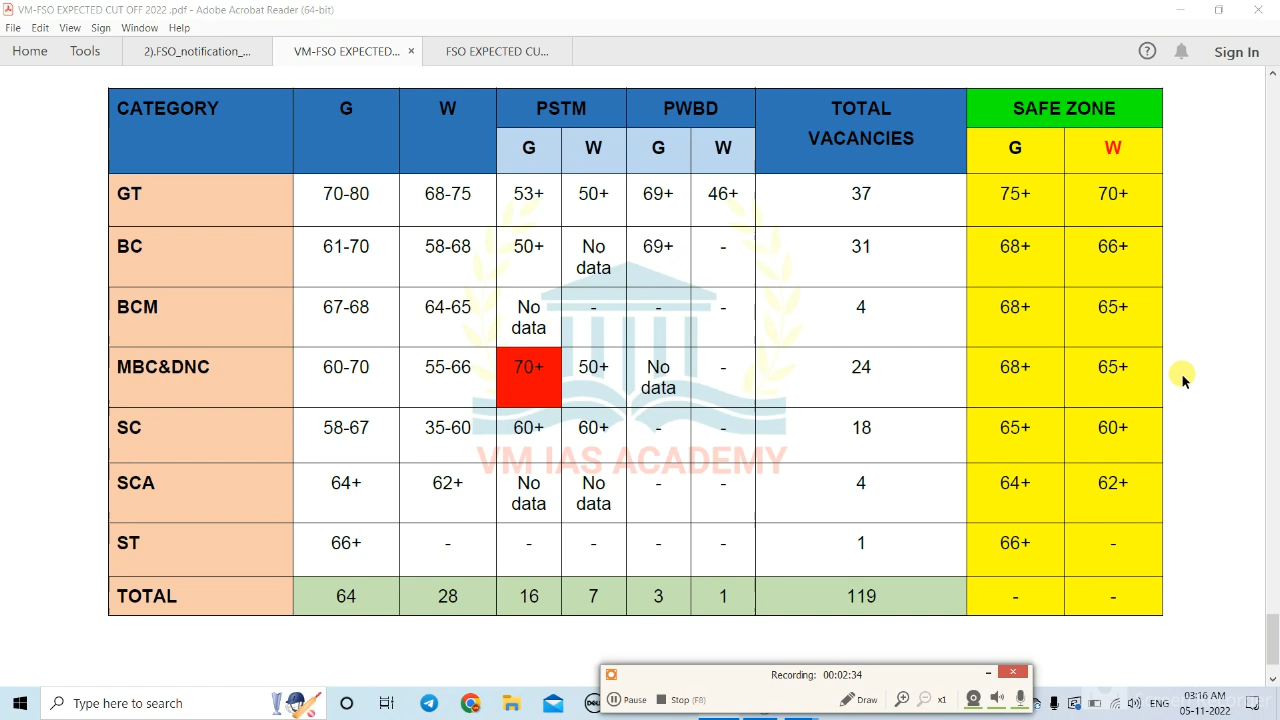 VM-FSO EXPECTED CUT OFF 2022 .pdf - Adobe Acrobat Reader (64-bit)
File Edit View Sign Window Help
Home Tools 2).FSO_notification_... VM-FSO EXPECTED... × FSO EXPECTED CU... Sign In
CATEGORY G W PSTM PWBD TOTAL VACANCIES SAFE ZONE
G W G W G W
GT 70-80 68-75 53+ 50+ 69+ 46+ 37 75+ 70+
BC 61-70 58-68 50+ No data 69+ - 31 68+ 66+
BCM 67-68 64-65 No data - - - 4 68+ 65+
MBC&DNC 60-70 55-66 70+ 50+ No data - 24 68+ 65+
SC 58-67 35-60 60+ 60+ - - 18 65+ 60+
SCA 64+ 62+ No data No data - - 4 64+ 62+
ST 66+ - - - - - 1 66+ -
TOTAL 64 28 16 7 3 1 119 - -
VM IAS ACADEMY
Recording: 00:02:34
Pause Stop (F8) Draw x1
Type here to search
DELL
ENG
03:16 AM
05-11-2022